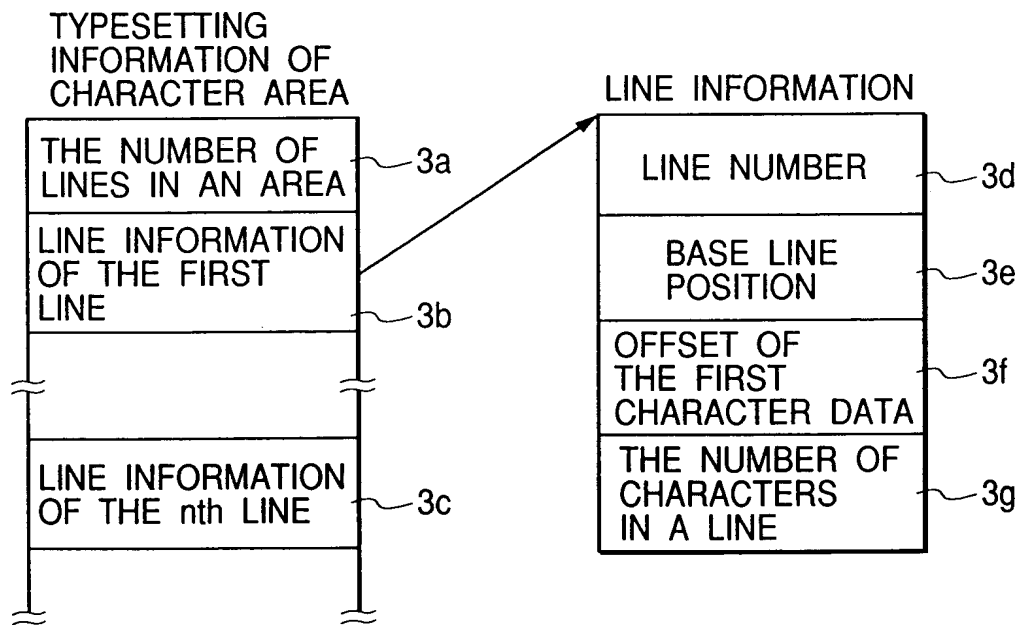 TYPESETTING
INFORMATION OF
CHARACTER AREA
THE NUMBER OF
LINES IN AN AREA
3a
LINE INFORMATION
OF THE FIRST
LINE
3b
LINE INFORMATION
OF THE nth LINE
3c
LINE INFORMATION
LINE NUMBER
3d
BASE LINE
POSITION
3e
OFFSET OF
THE FIRST
CHARACTER DATA
3f
THE NUMBER OF
CHARACTERS
IN A LINE
3g